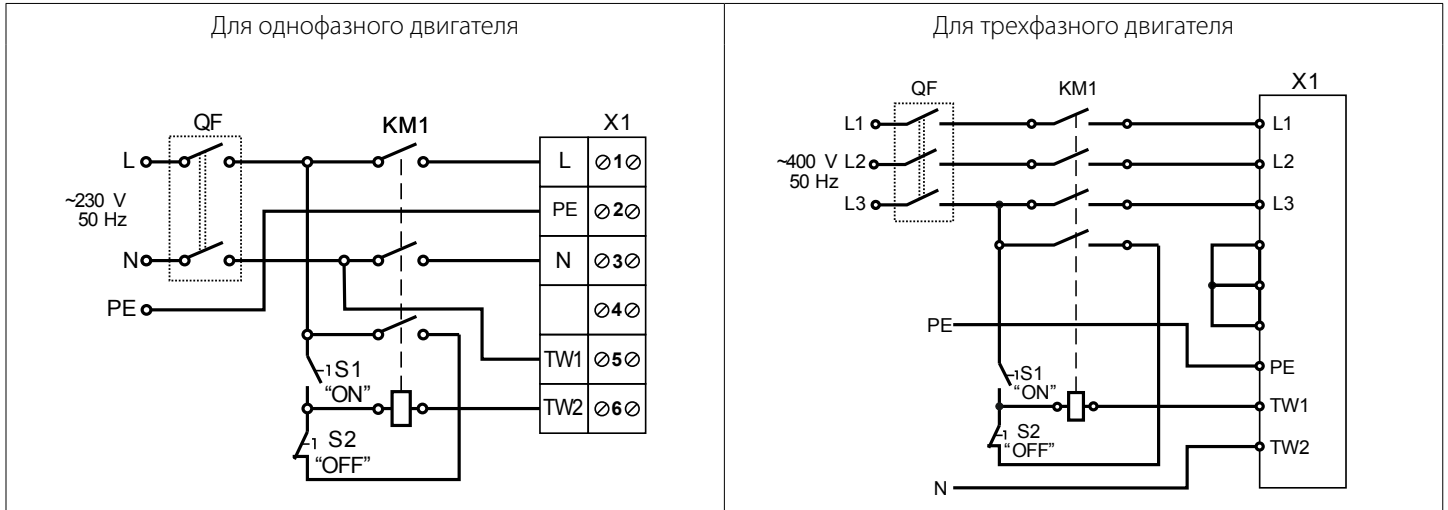 Для однофазного двигателя
QF
KM1
X1
L
L
1
~230 V
50 Hz
PE
2
N
N
3
PE
4
S1
"ON"
TW1
5
TW2
6
S2
"OFF"
Для трехфазного двигателя
QF
KM1
X1
L1
L1
~400 V
50 Hz
L2
L2
L3
L3
PE
PE
S1
"ON"
TW1
S2
"OFF"
TW2
N